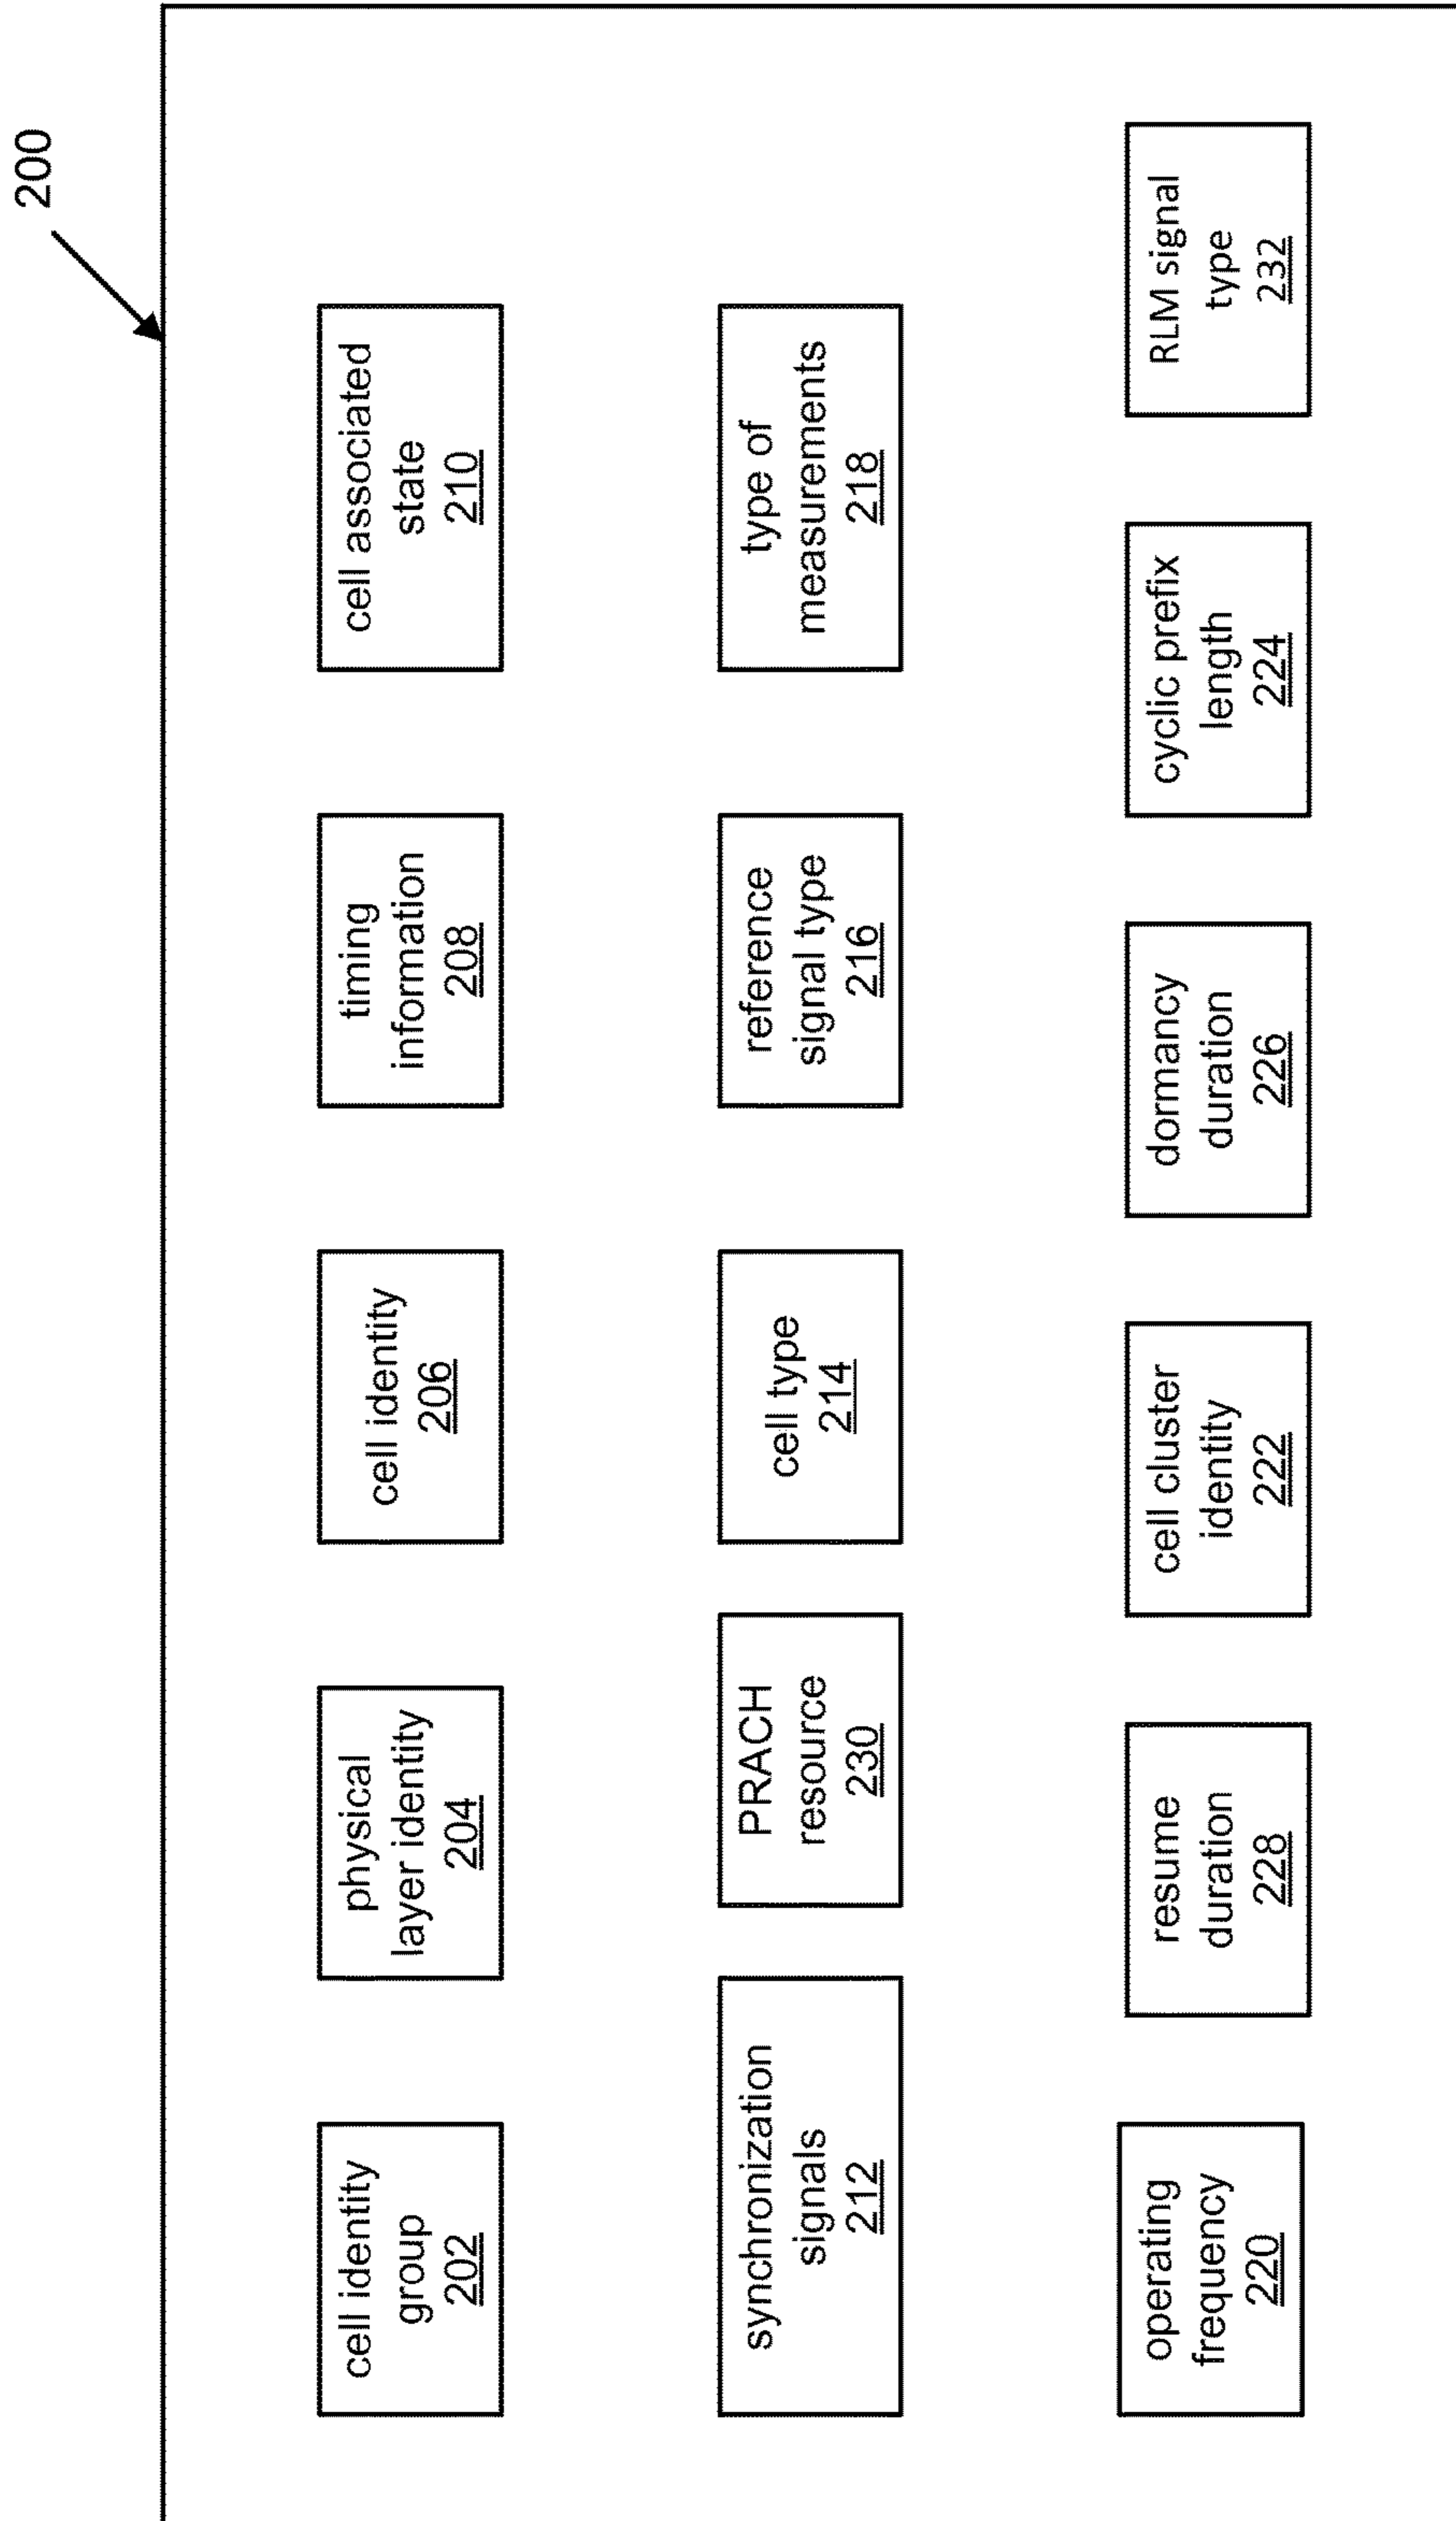 200
cell identity
group
202
physical
layer identity
204
cell identity
206
timing
information
208
cell associated
state
210
synchronization
signals
212
PRACH
resource
230
cell type
214
reference
signal type
216
type of
measurements
218
operating
frequency
220
resume
duration
228
cell cluster
identity
222
dormancy
duration
226
cyclic prefix
length
224
RLM signal
type
232